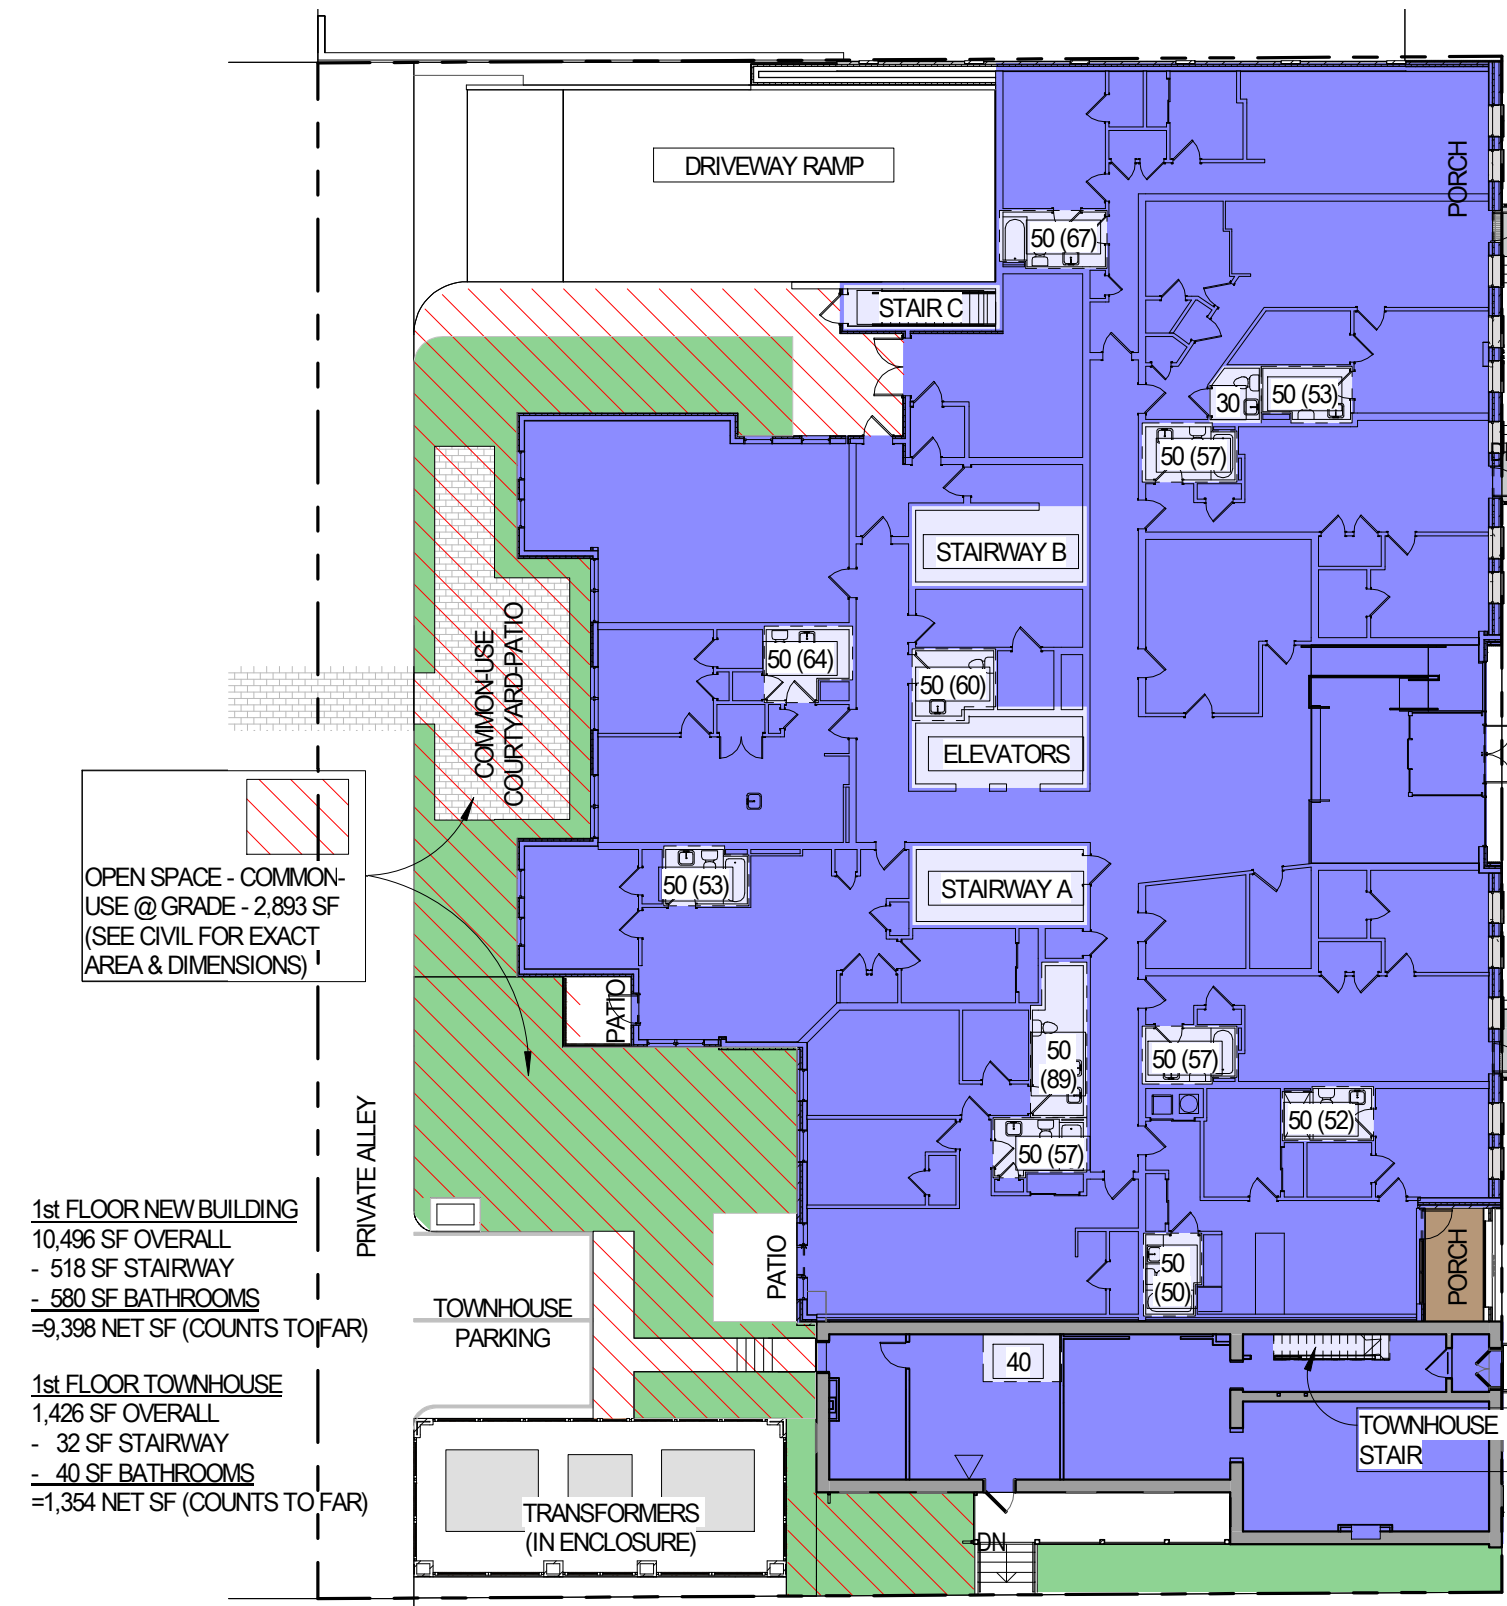 DRIVEWAY RAMP
PORCH
50 (67)
STAIR C
30
50 (53)
50 (57)
STAIRWAY B
COMMON-USE
COURTYARD-PATIO
50 (64)
50 (60)
ELEVATORS
OPEN SPACE - COMMON-
USE @ GRADE - 2,893 SF
(SEE CIVIL FOR EXACT
AREA & DIMENSIONS)
50 (53)
STAIRWAY A
PATIO
50
(89)
50 (57)
50 (52)
50 (57)
PRIVATE ALLEY
1st FLOOR NEW BUILDING
10,496 SF OVERALL
- 518 SF STAIRWAY
- 580 SF BATHROOMS
=9,398 NET SF (COUNTS TO FAR)
PATIO
50
(50)
PORCH
TOWNHOUSE
PARKING
40
1st FLOOR TOWNHOUSE
1,426 SF OVERALL
- 32 SF STAIRWAY
- 40 SF BATHROOMS
=1,354 NET SF (COUNTS TO FAR)
TOWNHOUSE
STAIR
TRANSFORMERS
(IN ENCLOSURE)
DN